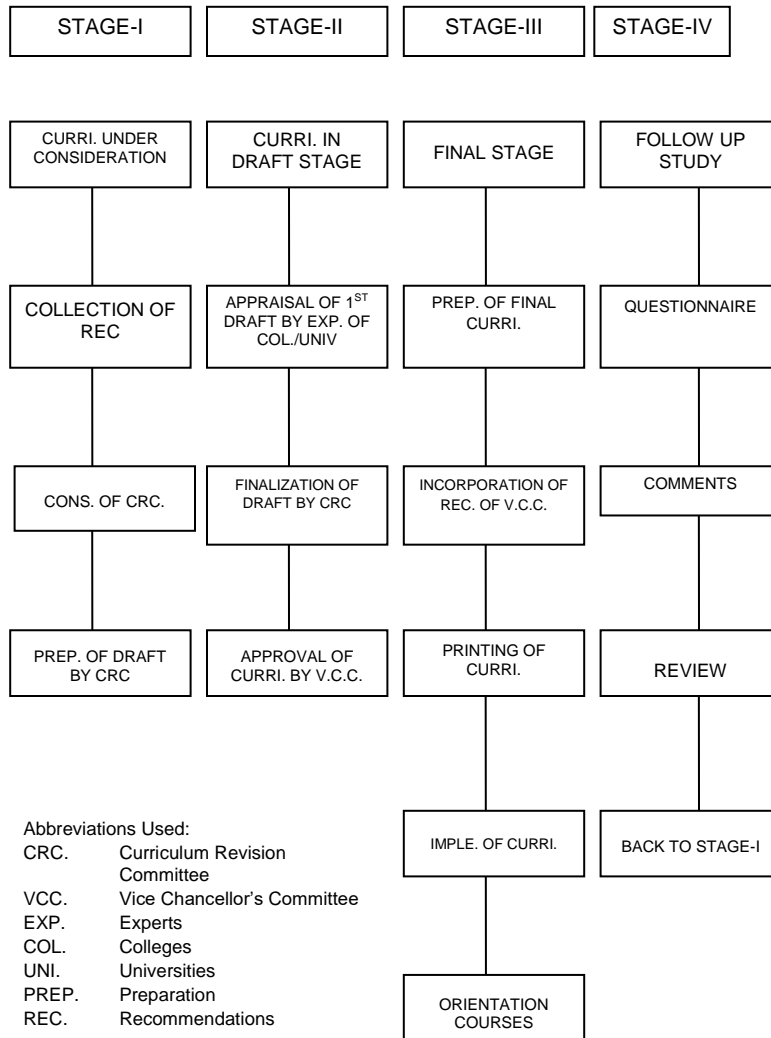 STAGE-I
STAGE-II
STAGE-III
STAGE-IV
CURRI. UNDER
CONSIDERATION
CURRI. IN
DRAFT STAGE
FINAL STAGE
FOLLOW UP
STUDY
COLLECTION OF
REC
APPRAISAL OF 1ST
DRAFT BY EXP. OF
COL./UNIV
PREP. OF FINAL
CURRI.
QUESTIONNAIRE
CONS. OF CRC.
FINALIZATION OF
DRAFT BY CRC
INCORPORATION OF
REC. OF V.C.C.
COMMENTS
PREP. OF DRAFT
BY CRC
APPROVAL OF
CURRI. BY V.C.C.
PRINTING OF
CURRI.
REVIEW
IMPLE. OF CURRI.
BACK TO STAGE-I
ORIENTATION
COURSES
Abbreviations Used:
CRC. Curriculum Revision
Committee
VCC. Vice Chancellor’s Committee
EXP. Experts
COL. Colleges
UNI. Universities
PREP. Preparation
REC. Recommendations